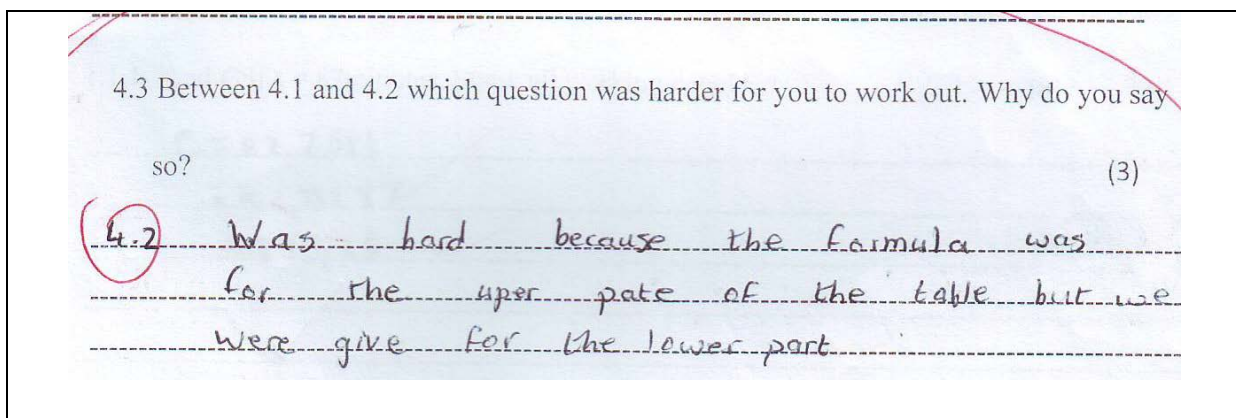 4.3 Between 4.1 and 4.2 which question was harder for you to work out. Why do you say
so? (3)
4.2 Was hard because the formula was
for the uper pate of the table but we
were give for the lower part